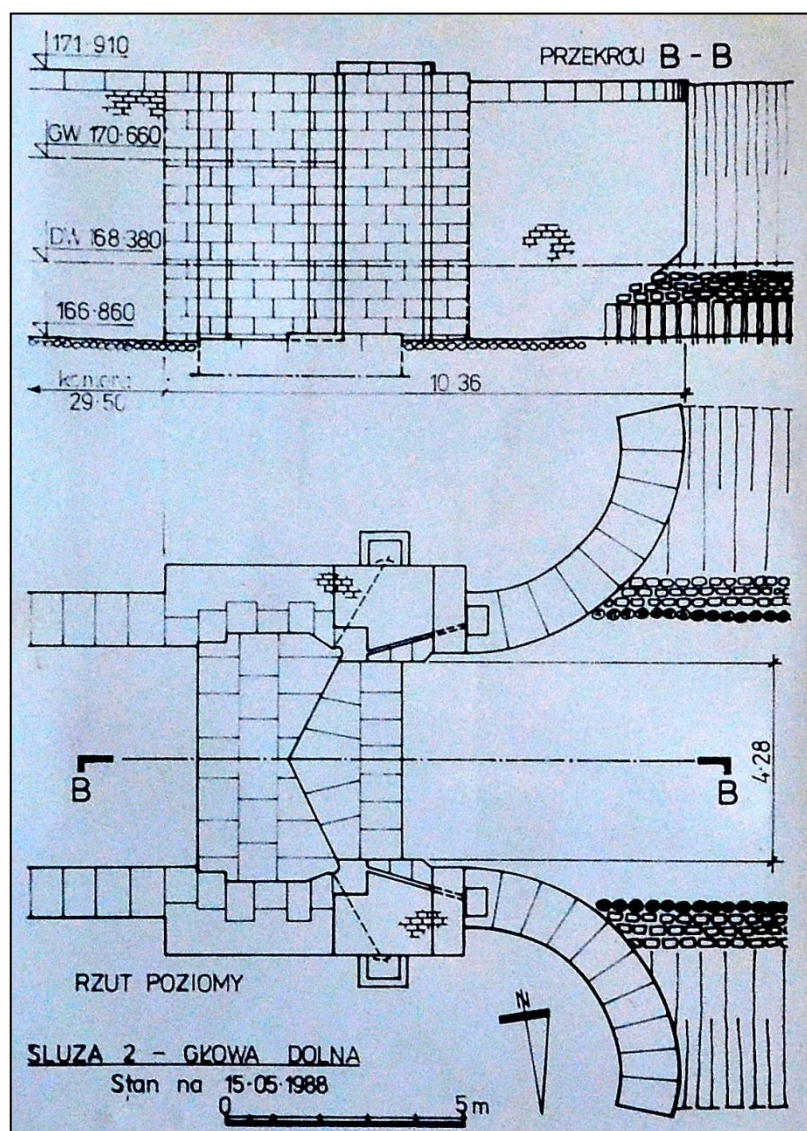 171·910
PRZEKRÓJ B - B
GW 170·660
DW 168·380
166·860
komora
29·50
10·36
4·28
B
B
RZUT POZIOMY
N
ŚLUZA 2 - GŁOWA DOLNA
Stan na 15·05·1988
0 5m